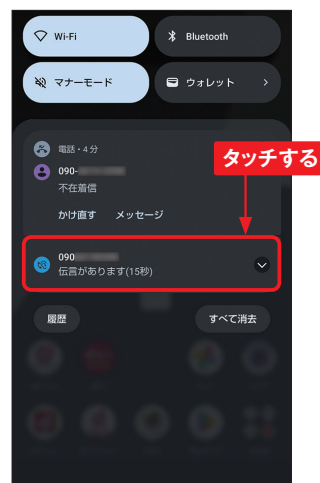 Wi-Fi
Bluetooth
マナーモード
ウォレット
電話・4 分
090-
不在着信
かけ直す メッセージ
タッチする
090
伝言があります(15秒)
履歴
すべて消去